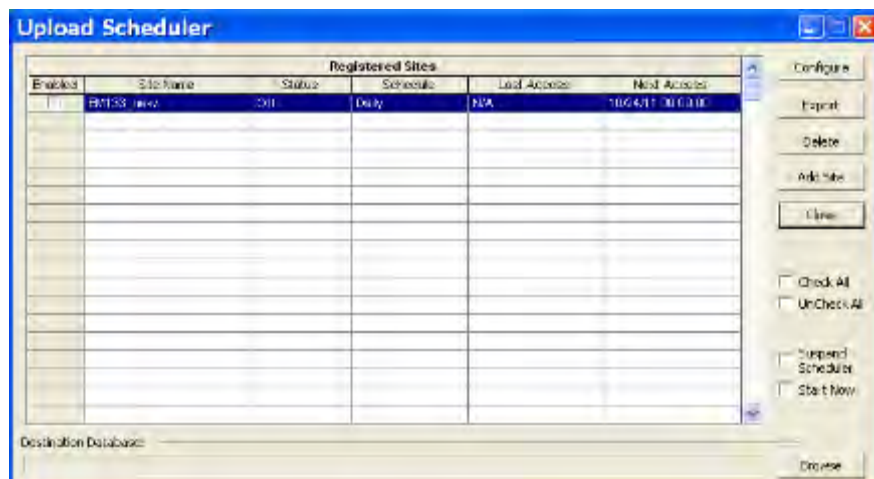 Upload Scheduler
Registered Sites
Enabled Site Name Status Schedule Last Access Next Access
Daily N/A
Configure
Export
Delete
Add Site
Close
Check All
UnCheck All
Suspend
Scheduler
Start Now
Destination Database:
Browse